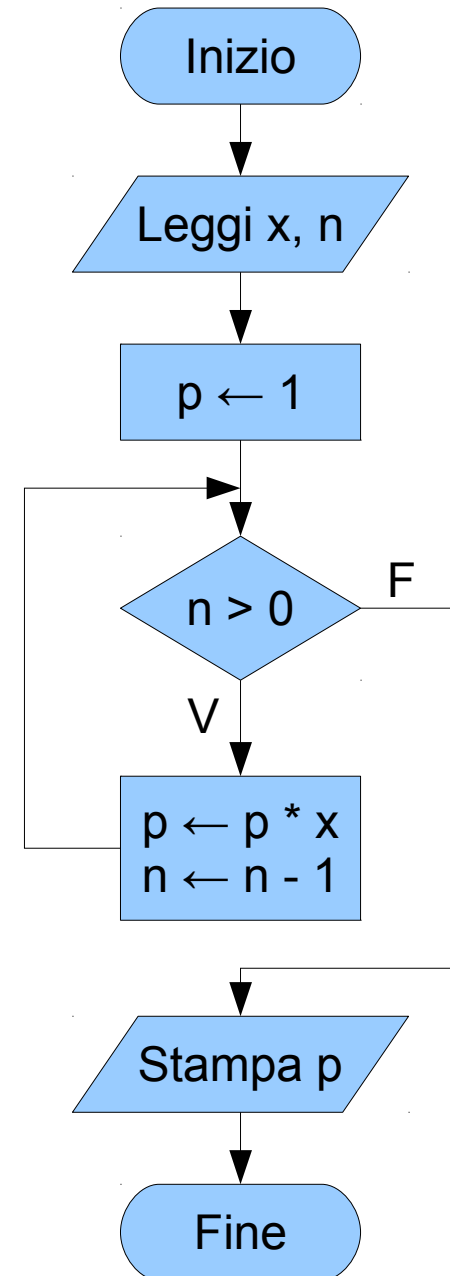 Inizio
Leggi x, n
p ← 1
n > 0
F
V
p ← p * x
n ← n - 1
Stampa p
Fine